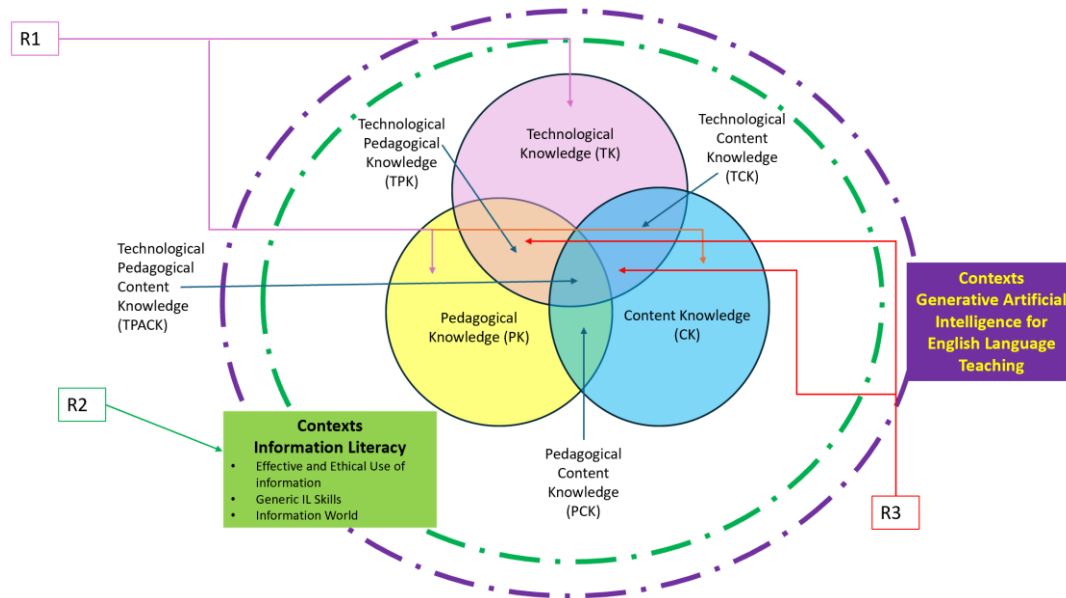 R1
Technological
Knowledge (TK)
Technological
Pedagogical
Knowledge
(TPK)
Technological
Content
Knowledge
(TCK)
Technological
Pedagogical
Content
Knowledge
(TPACK)
Pedagogical
Knowledge (PK)
Content Knowledge
(CK)
Contexts
Generative Artificial
Intelligence for
English Language
Teaching
R2
Contexts
Information Literacy
• Effective and Ethical Use of
information
• Generic IL Skills
• Information World
Pedagogical
Content
Knowledge
(PCK)
R3